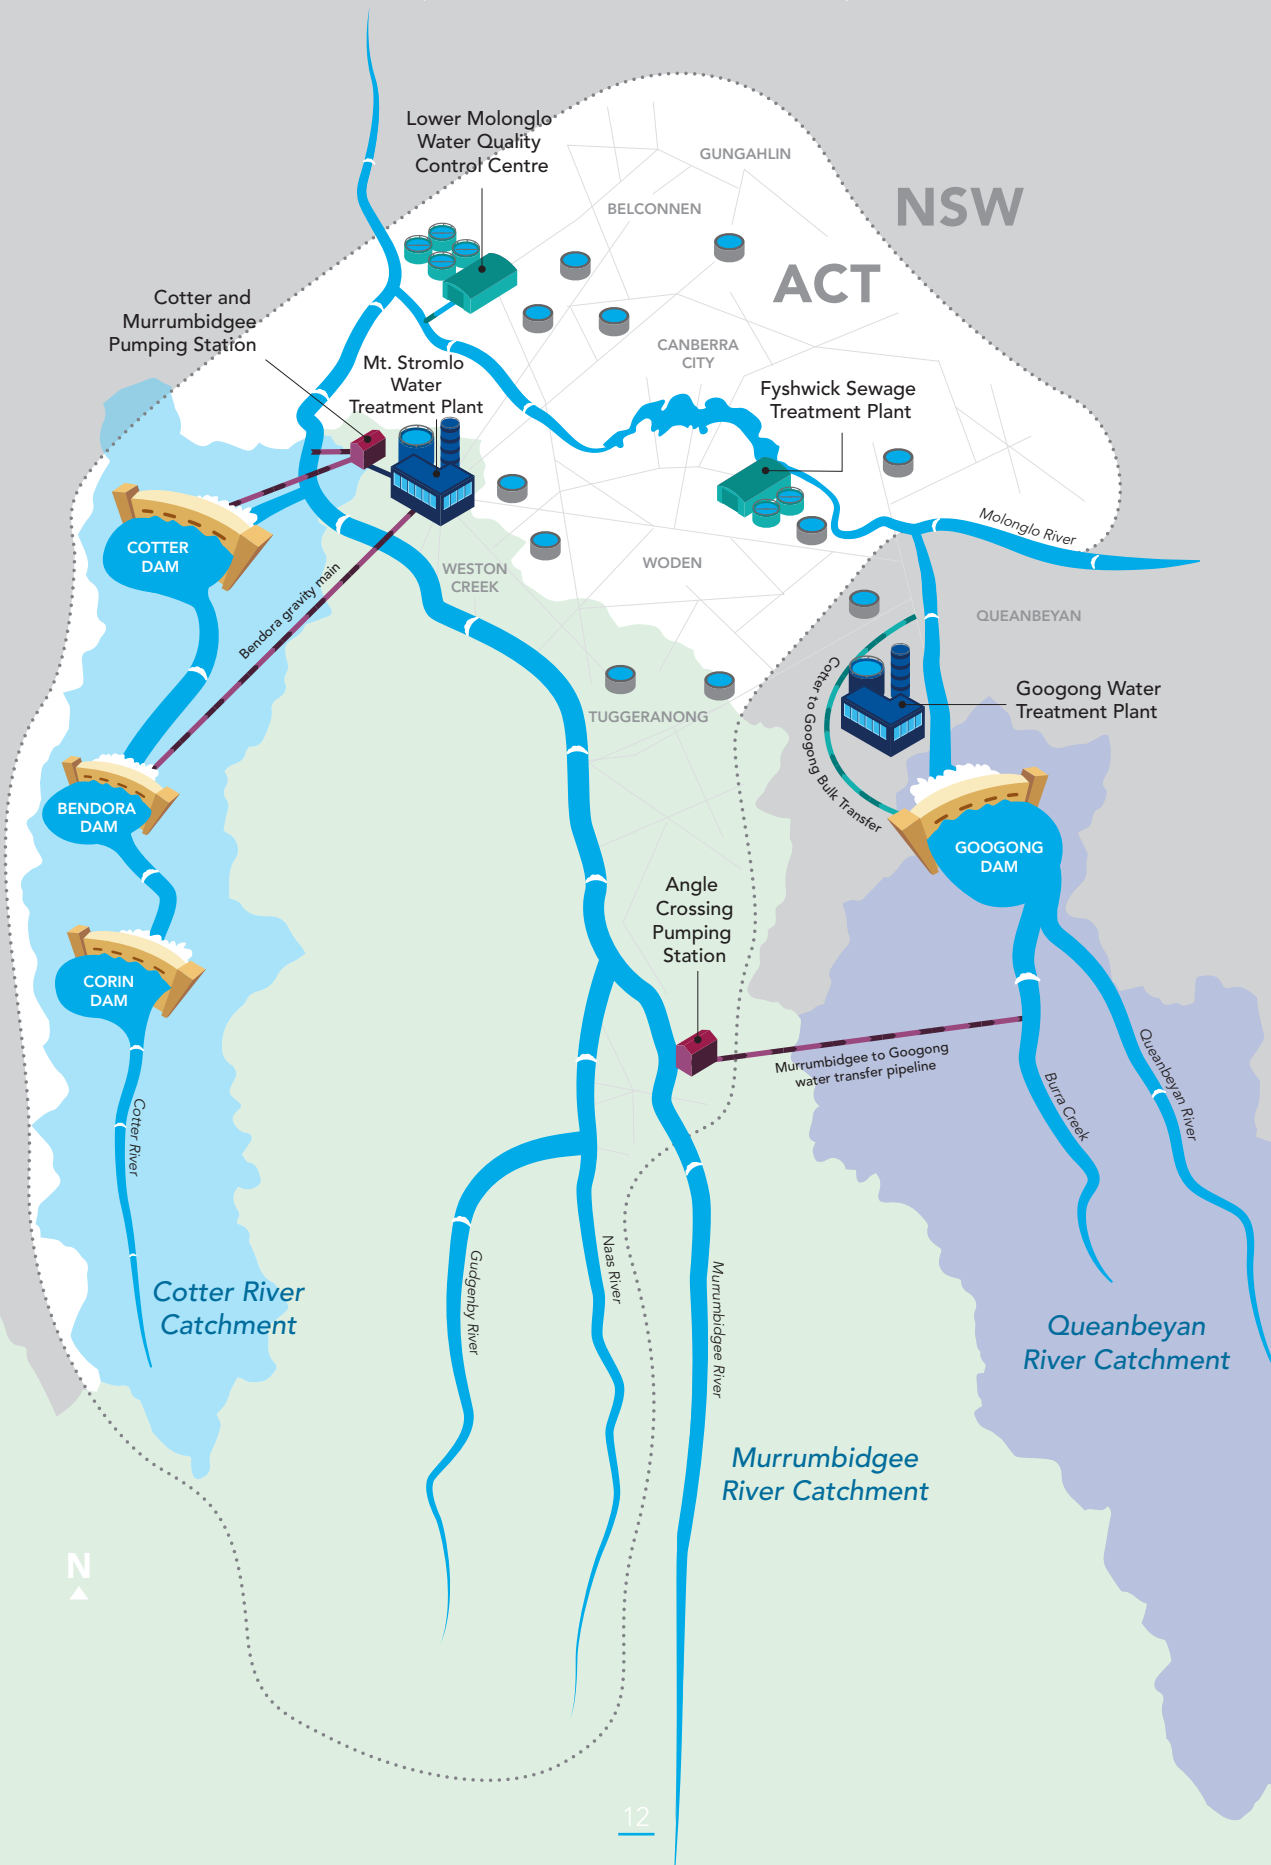 Lower Molonglo
Water Quality
Control Centre
GUNGAHLIN
BELCONNEN
NSW
ACT
Cotter and
Murrumbidgee
Pumping Station
Mt. Stromlo
Water
Treatment Plant
CANBERRA
CITY
Fyshwick Sewage
Treatment Plant
Molonglo River
COTTER
DAM
Bendora gravity main
WESTON
CREEK
WODEN
QUEANBEYAN
Cotter to Googong Bulk Transfer
Googong Water
Treatment Plant
TUGGERANONG
BENDORA
DAM
GOOGONG
DAM
Angle
Crossing
Pumping
Station
CORIN
DAM
Murrumbidgee to Googong
water transfer pipeline
Burra Creek
Queanbeyan River
Cotter River
Gudgenby River
Naas River
Murrumbidgee River
Cotter River
Catchment
Queanbeyan
River Catchment
Murrumbidgee
River Catchment
N
12